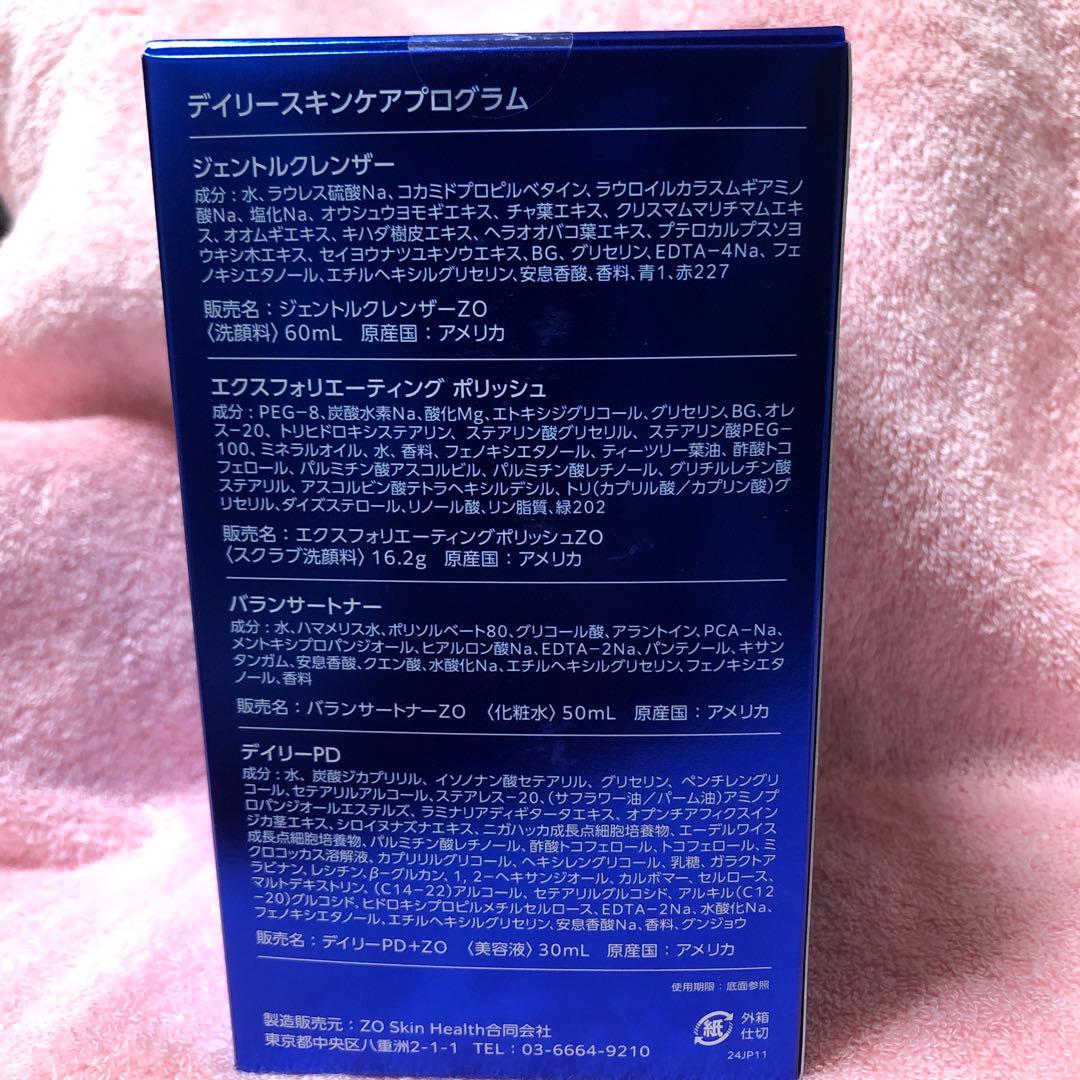 デイリースキンケアプログラム
ジェントルクレンザー
成分：水、ラウレス硫酸Na、コカミドプロピルベタイン、ラウロイルカラスムギアミノ
酸Na、塩化Na、オウシュウヨモギエキス、チャ葉エキス、クリスマムマリチマムエキ
ス、オオムギエキス、キハダ樹皮エキス、ヘラオオバコ葉エキス、プテロカルプスソヨ
ウキシ木エキス、セイヨウナツユキソウエキス、BG、グリセリン、EDTA-4Na、フェ
ノキシエタノール、エチルヘキシルグリセリン、安息香酸、香料、青1、赤227
販売名：ジェントルクレンザーZO
〈洗顔料〉60mL 原産国：アメリカ
エクスフォリエーティング ポリッシュ
成分：PEG-8、炭酸水素Na、酸化Mg、エトキシジグリコール、グリセリン、BG、オレ
ス-20、トリヒドロキシステアリン、ステアリン酸グリセリル、ステアリン酸PEG-
100、ミネラルオイル、水、香料、フェノキシエタノール、ティーツリー葉油、酢酸トコ
フェロール、パルミチン酸アスコルビル、パルミチン酸レチノール、グリチルレチン酸
ステアリル、アスコルビン酸テトラヘキシルデシル、トリ(カプリル酸／カプリン酸)グ
リセリル、ダイズステロール、リノール酸、リン脂質、緑202
販売名：エクスフォリエーティングポリッシュZO
〈スクラブ洗顔料〉16.2g 原産国：アメリカ
バランサートナー
成分：水、ハマメリス水、ポリソルベート80、グリコール酸、アラントイン、PCA-Na、
メントキシプロパンジオール、ヒアルロン酸Na、EDTA-2Na、パンテノール、キサン
タンガム、安息香酸、クエン酸、水酸化Na、エチルヘキシルグリセリン、フェノキシエタ
ノール、香料
販売名：バランサートナーZO 〈化粧水〉50mL 原産国：アメリカ
デイリーPD
成分：水、炭酸ジカプリリル、イソノナン酸セテアリル、グリセリン、ペンチレングリ
コール、セテアリルアルコール、ステアレス-20、(サフラワー油／パーム油)アミノプ
ロパンジオールエステルズ、ラミナリアディギタータエキス、オプンチアフィクスイン
ジカ茎エキス、シロイヌナズナエキス、ニガハッカ成長点細胞培養物、エーデルワイス
成長点細胞培養物、パルミチン酸レチノール、酢酸トコフェロール、トコフェロール、ミ
クロコッカス溶解液、カプリリルグリコール、ヘキシレングリコール、乳糖、ガラクトア
ラビナン、レシチン、β-グルカン、1，2-ヘキサンジオール、カルボマー、セルロース、
マルトデキストリン、(C14-22)アルコール、セテアリルグルコシド、アルキル(C12
-20)グルコシド、ヒドロキシプロピルメチルセルロース、EDTA-2Na、水酸化Na、
フェノキシエタノール、エチルヘキシルグリセリン、安息香酸Na、香料、グンジョウ
販売名：デイリーPD+ZO 〈美容液〉30mL 原産国：アメリカ
使用期限：底面参照
製造販売元：ZO Skin Health合同会社
東京都中央区八重洲2-1-1 TEL：03-6664-9210
紙
外箱
仕切
24JP11